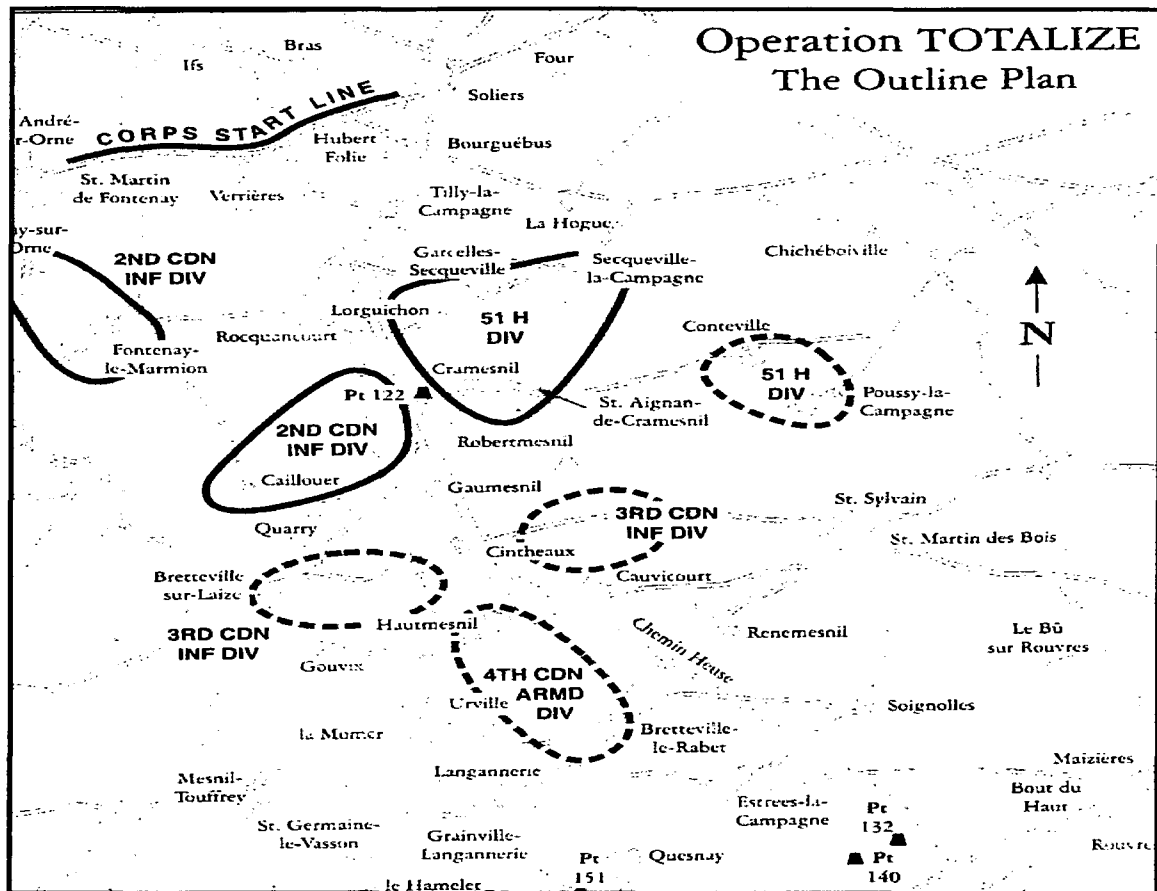 Operation TOTALIZE
The Outline Plan
Bras
Ifs
Four
Soliers
CORPS START LINE
André-
r-Orne
Hubert
Folie
Bourguébus
St. Martin
de Fontenay
Verrières
Tilly-la-
Campagne
La Hogue
ay-sur-
Orne
2ND CDN
INF DIV
Garcelles-
Secqueville
Secqueville-
la-Campagne
Chichéboiville
Lorguichon
51 H
DIV
N
Rocquancourt
Conteville
Fontenay-
le-Marmion
Cramesnil
51 H
DIV
Pt 122
St. Aignan-
de-Cramesnil
Poussy-la-
Campagne
2ND CDN
INF DIV
Robertmesnil
Caillouer
Gaumesnil
St. Sylvain
Quarry
3RD CDN
INF DIV
Cintheaux
St. Martin des Bois
Bretteville
sur-Laize
Cauvicourt
3RD CDN
INF DIV
Hautmesnil
Chemin Heuse
Renemesnil
Le Bû
sur Rouvres
Gouvix
4TH CDN
ARMD
DIV
Urville
Soignolles
Bretteville-
le-Rabet
Langannerie
Maizières
Mesnil-
Touffrey
Estrees-la-
Campagne
Bout du
Haut
Pt
132
St. Germaine-
le-Vasson
Grainville-
Langannerie
Quesnay
Rouvre
Pt
151
Pt
140
le Hamelet